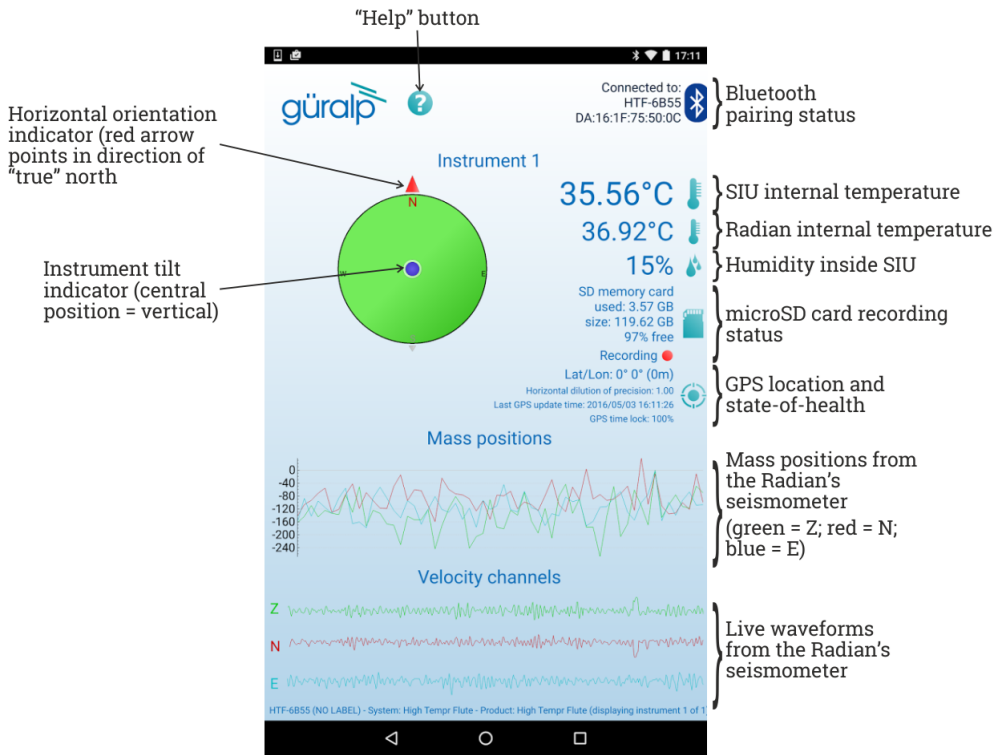 “Help” button
17:11
güralp
?
Connected to:
HTF-6B55
DA:16:1F:75:50:0C
Bluetooth
pairing status
Horizontal orientation
indicator (red arrow
points in direction of
“true” north
Instrument 1
N
W
E
Instrument tilt
indicator (central
position = vertical)
35.56°C
SIU internal temperature
36.92°C
Radian internal temperature
15%
Humidity inside SIU
SD memory card
used: 3.57 GB
size: 119.62 GB
97% free
Recording
microSD card recording
status
Lat/Lon: 0° 0° (0m)
Horizontal dilution of precision: 1.00
Last GPS update time: 2016/05/03 16:11:26
GPS time lock: 100%
GPS location and
state-of-health
Mass positions
0
-40
-80
-120
-160
-200
-240
Mass positions from
the Radian’s
seismometer
(green = Z; red = N;
blue = E)
Velocity channels
Z
N
E
Live waveforms
from the Radian’s
seismometer
HTF-6B55 (NO LABEL) - System: High Tempr Flute - Product: High Tempr Flute (displaying instrument 1 of 1